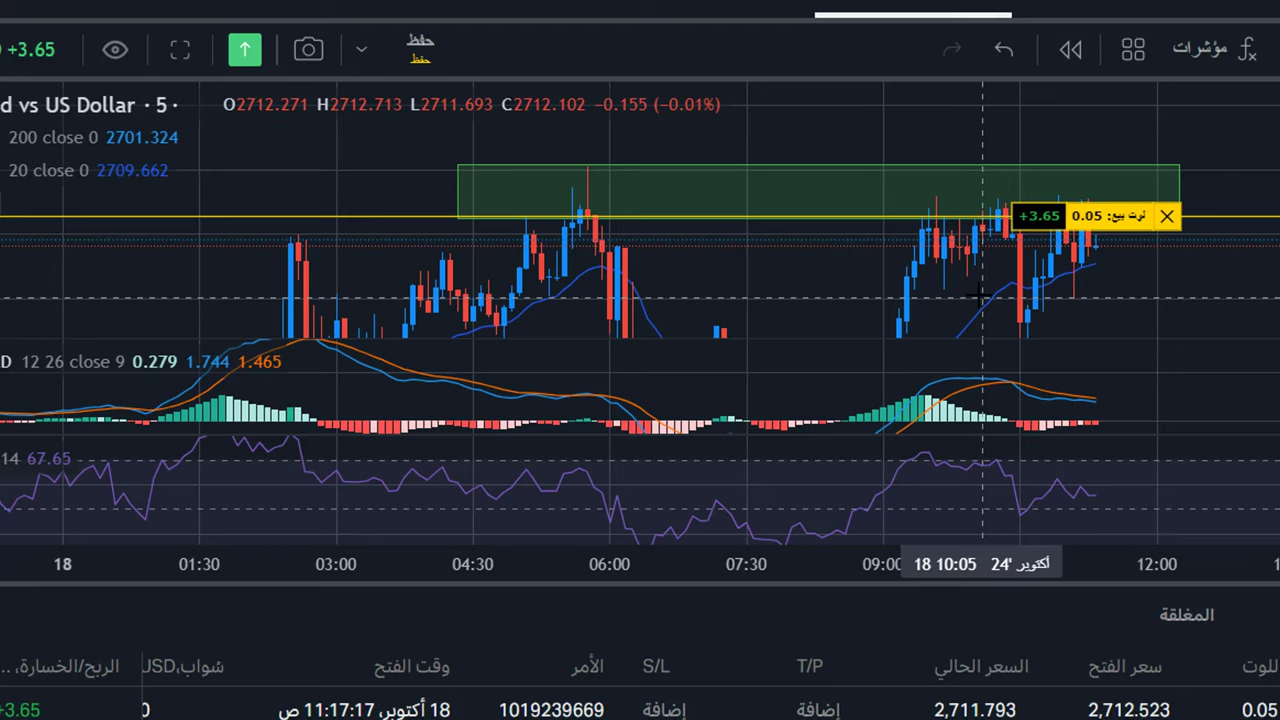 +3.65
حفظ
حفظ
مؤشرات
d vs US Dollar · 5 ·
O2712.271 H2712.713 L2711.693 C2712.102 −0.155 (−0.01%)
200 close 0 2701.324
20 close 0 2709.662
+3.65 لوت بيع: 0.05
D 12 26 close 9 0.279 1.744 1.465
14 67.65
18 01:30 03:00 04:30 06:00 07:30 09:00 18 أكتوبر '24 10:05 12:00
المغلقة
للوت سعر الفتح السعر الحالي T/P S/L الأمر وقت الفتح سُواب،USD الربح/الخسارة، ..
0.05 2,712.523 2,711.793 إضافة إضافة 1019239669 18 أكتوبر، 11:17:17 ص 0 +3.65